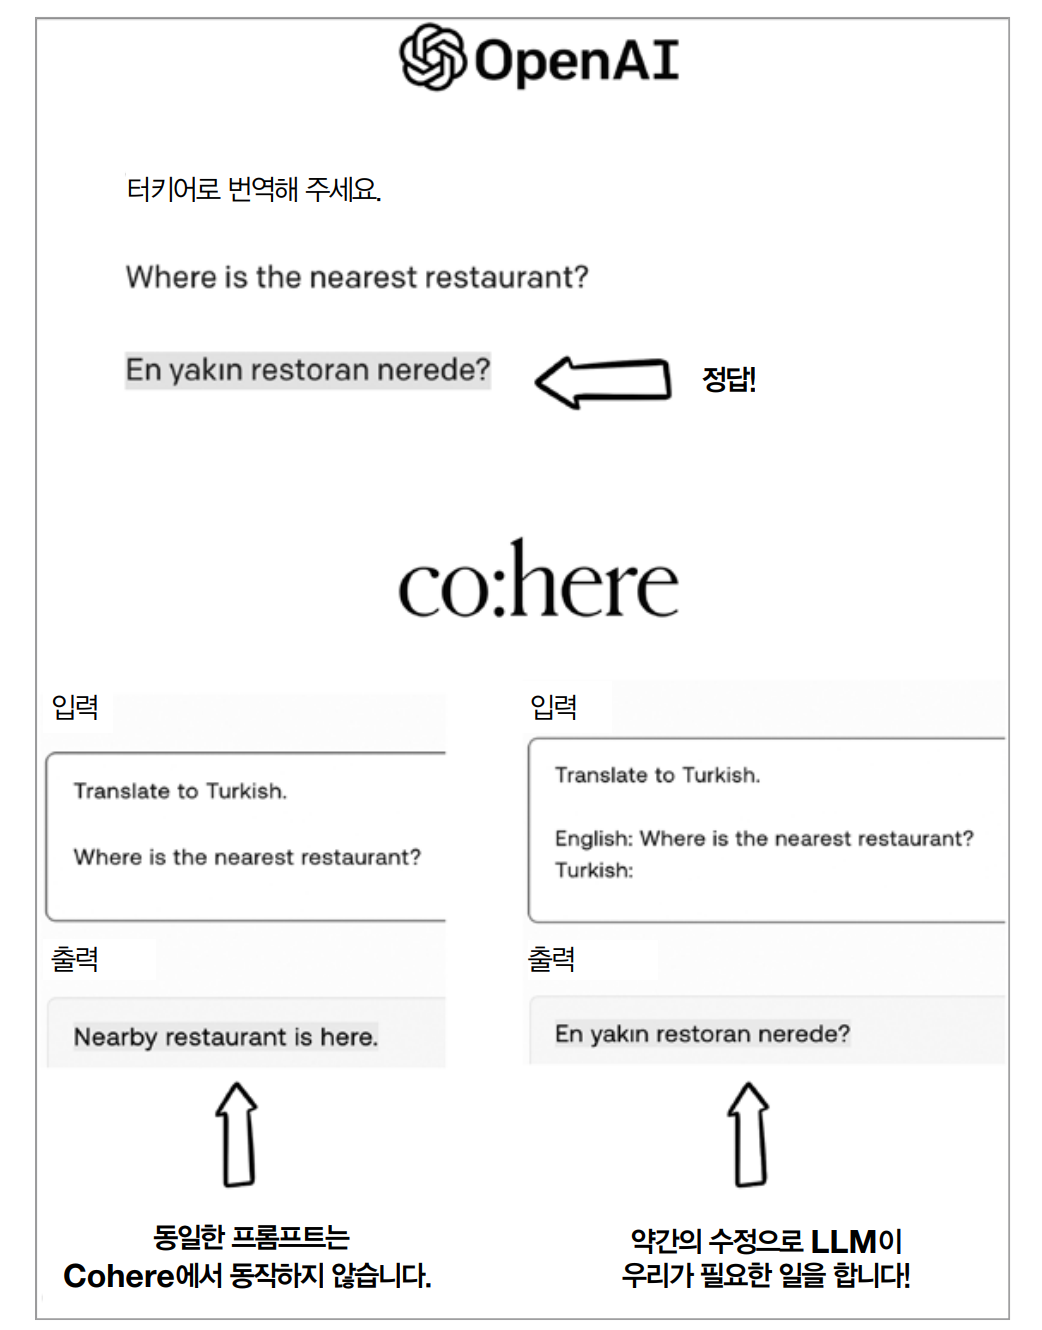 OpenAI
터키어로 번역해 주세요.
Where is the nearest restaurant?
En yakın restoran nerede?
정답!
co:here
입력
Translate to Turkish.
Where is the nearest restaurant?
출력
Nearby restaurant is here.
동일한 프롬프트는
Cohere에서 동작하지 않습니다.
입력
Translate to Turkish.
English: Where is the nearest restaurant?
Turkish:
출력
En yakın restoran nerede?
약간의 수정으로 LLM이
우리가 필요한 일을 합니다!